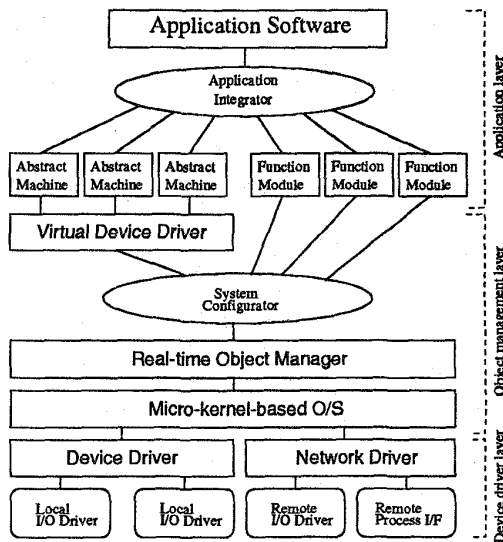 Application Software
Application
Integrator
Abstract
Machine
Abstract
Machine
Abstract
Machine
Function
Module
Function
Module
Function
Module
Virtual Device Driver
System
Configurator
Real-time Object Manager
Micro-kernel-based O/S
Device Driver
Network Driver
Local
I/O Driver
Local
I/O Driver
Remote
I/O Driver
Remote
Process I/F
Application layer
Object management layer
Device driver layer